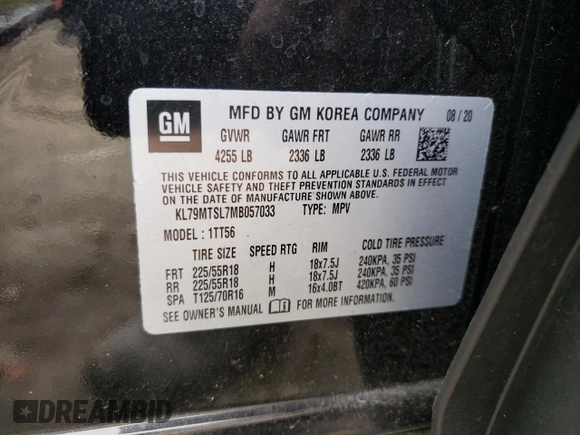 GM
MFD BY GM KOREA COMPANY 08 / 20
GVWR GAWR FRT GAWR RR
4255 LB 2336 LB 2336 LB
THIS VEHICLE CONFORMS TO ALL APPLICABLE U.S. FEDERAL MOTOR
VEHICLE SAFETY AND THEFT PREVENTION STANDARDS IN EFFECT
ON THE DATE OF MANUFACTURE SHOWN ABOVE.
KL79MTSL7MB057033 TYPE: MPV
MODEL: 1TT56
TIRE SIZE SPEED RTG RIM COLD TIRE PRESSURE
FRT 225/55R18 H 18x7.5J 240KPA, 35 PSI
RR 225/55R18 H 18x7.5J 240KPA, 35 PSI
SPA T125/70R16 M 16x4.0BT 420KPA, 60 PSI
SEE OWNER'S MANUAL FOR MORE INFORMATION.
DREAMBID